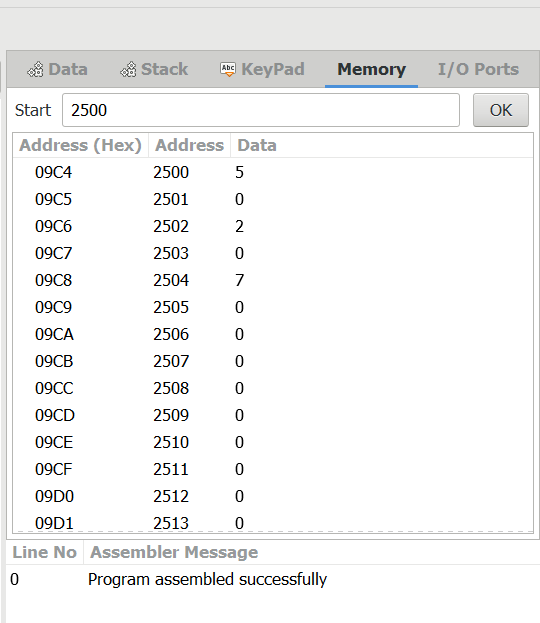 Data Stack Abc KeyPad Memory I/O Ports
Start 2500 OK
Address (Hex) Address Data
09C4 2500 5
09C5 2501 0
09C6 2502 2
09C7 2503 0
09C8 2504 7
09C9 2505 0
09CA 2506 0
09CB 2507 0
09CC 2508 0
09CD 2509 0
09CE 2510 0
09CF 2511 0
09D0 2512 0
09D1 2513 0
Line No Assembler Message
0 Program assembled successfully